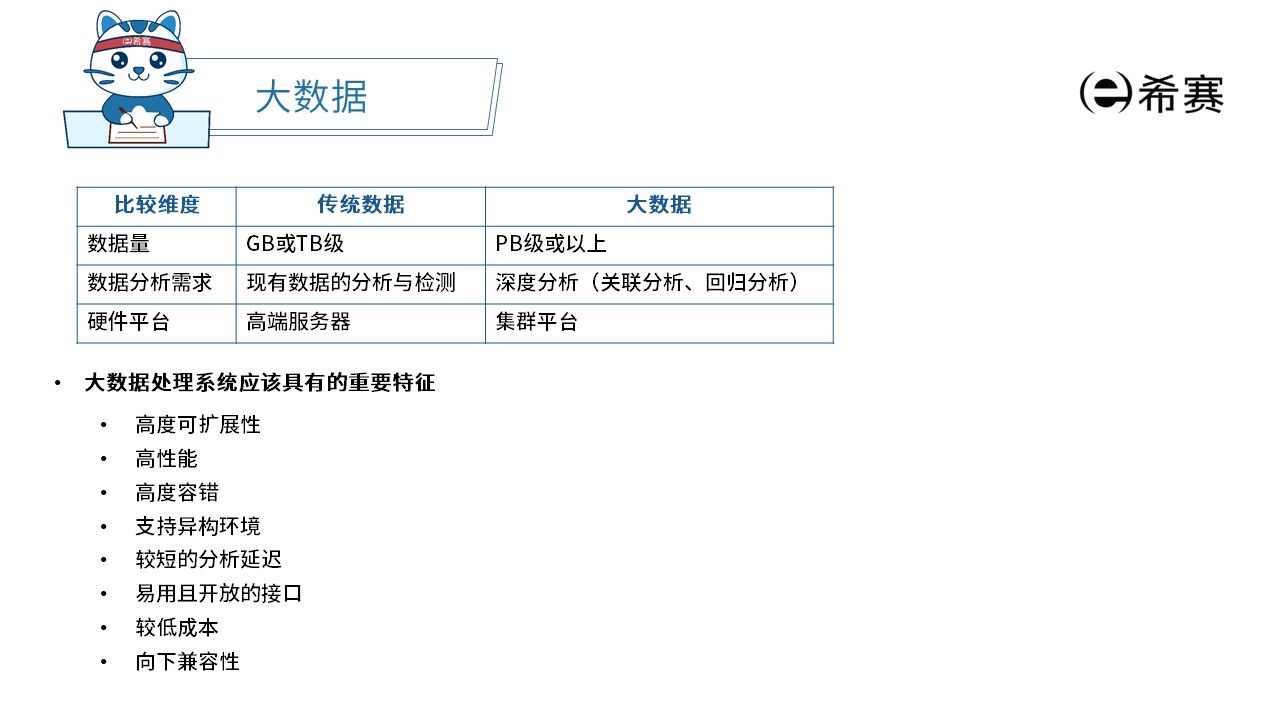 希赛
大数据
希赛
比较维度 传统数据 大数据
数据量 GB或TB级 PB级或以上
数据分析需求 现有数据的分析与检测 深度分析（关联分析、回归分析）
硬件平台 高端服务器 集群平台
• 大数据处理系统应该具有的重要特征
• 高度可扩展性
• 高性能
• 高度容错
• 支持异构环境
• 较短的分析延迟
• 易用且开放的接口
• 较低成本
• 向下兼容性